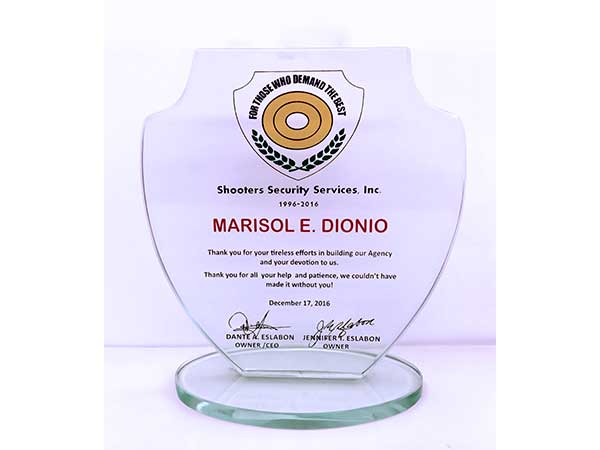 FOR THOSE WHO DEMAND THE BEST
Shooters Security Services, Inc.
1996-2016
MARISOL E. DIONIO
Thank you for your tireless efforts in building our Agency
and your devotion to us.
Thank you for all your help and patience, we couldn't have
made it without you!
December 17, 2016
DANTE A. ESLABON JENNIFER T. ESLABON
OWNER /CEO OWNER